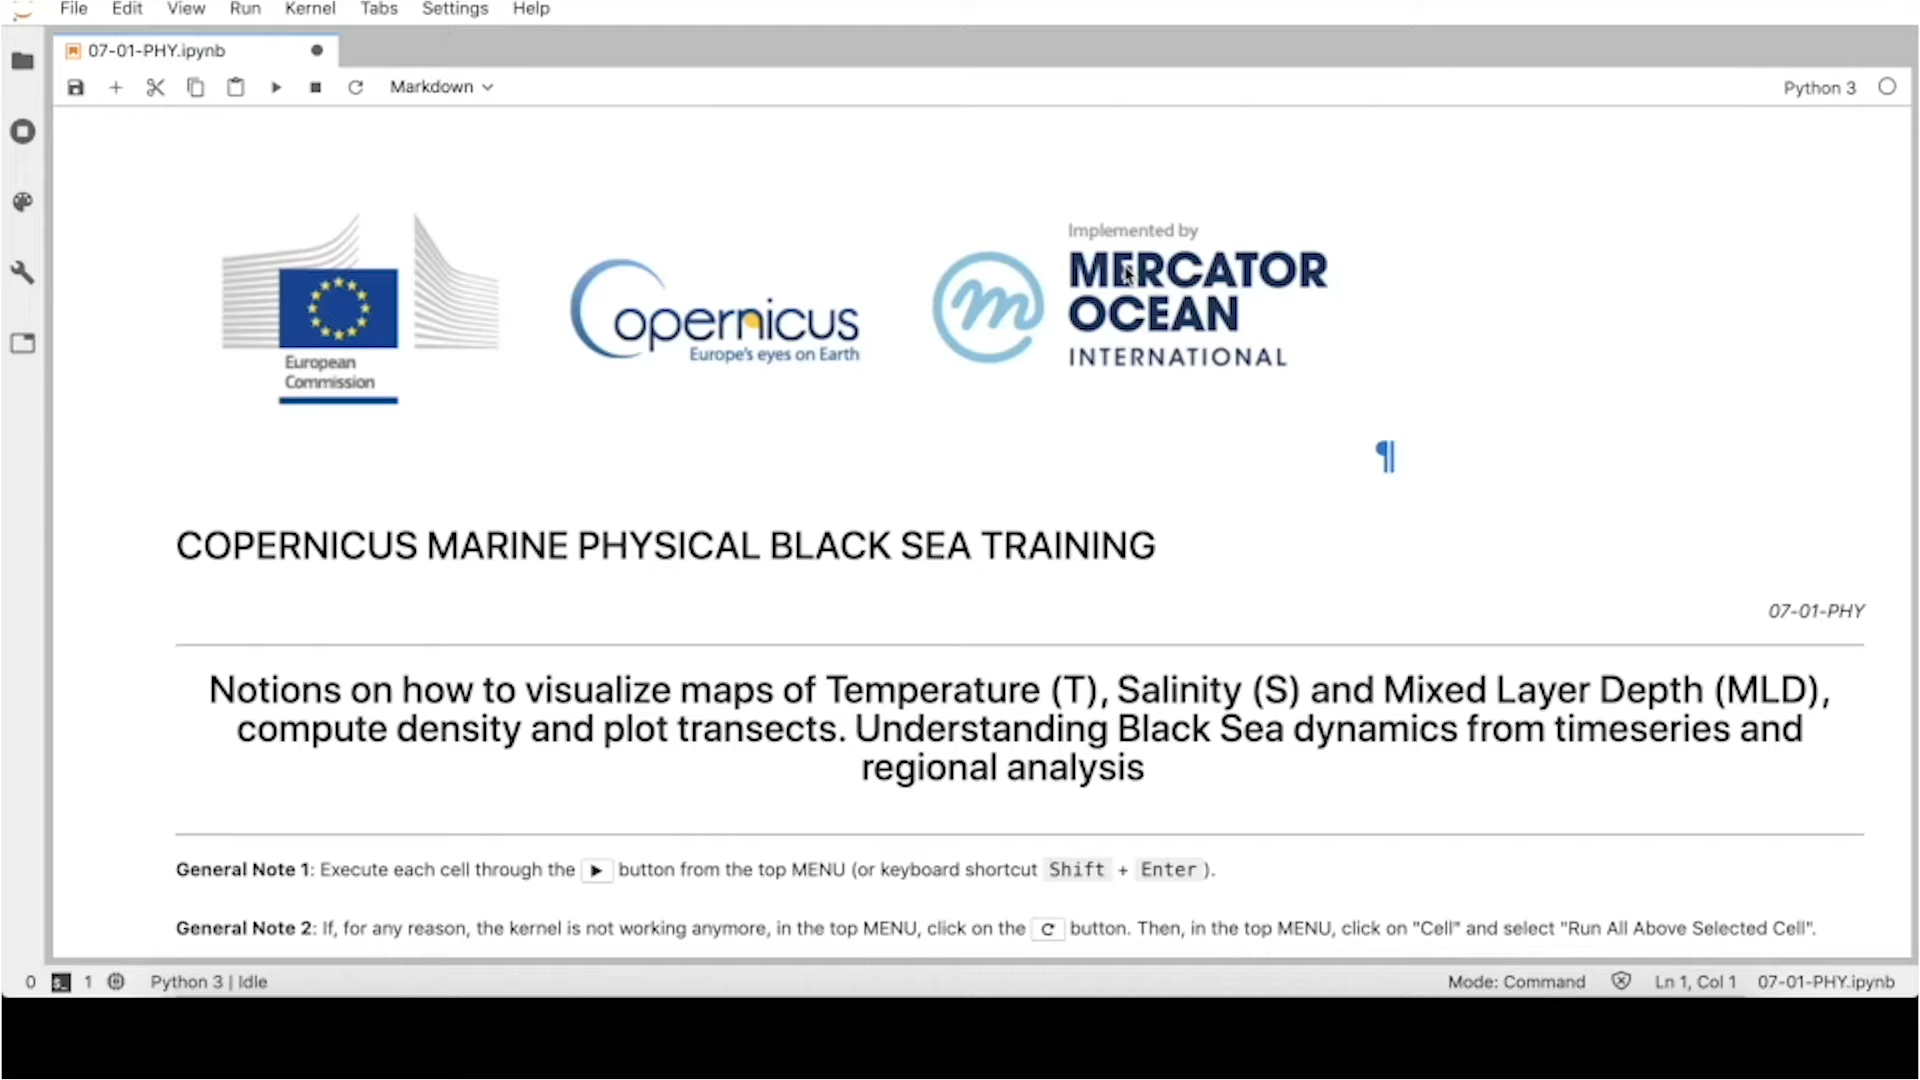 File Edit View Run Kernel Tabs Settings Help
07-01-PHY.ipynb
Markdown
Python 3
Implemented by
MERCATOR
OCEAN
INTERNATIONAL
Copernicus
Europe's eyes on Earth
European
Commission
¶
COPERNICUS MARINE PHYSICAL BLACK SEA TRAINING
07-01-PHY
Notions on how to visualize maps of Temperature (T), Salinity (S) and Mixed Layer Depth (MLD),
compute density and plot transects. Understanding Black Sea dynamics from timeseries and
regional analysis
General Note 1: Execute each cell through the button from the top MENU (or keyboard shortcut Shift + Enter ).
General Note 2: If, for any reason, the kernel is not working anymore, in the top MENU, click on the button. Then, in the top MENU, click on "Cell" and select "Run All Above Selected Cell".
0 1 Python 3 | Idle Mode: Command Ln 1, Col 1 07-01-PHY.ipynb